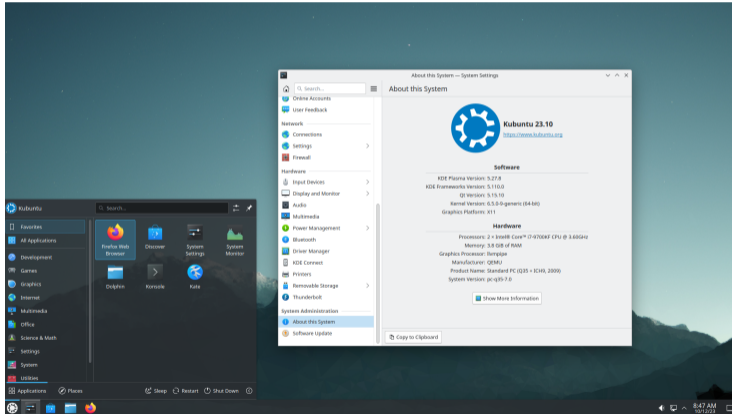 About this System — System Settings
Search...
About this System
Online Accounts
User Feedback
Network
Connections
Settings
Firewall
Hardware
Input Devices
Display and Monitor
Audio
Multimedia
Power Management
Bluetooth
Driver Manager
KDE Connect
Printers
Removable Storage
Thunderbolt
System Administration
About this System
Software Update
Kubuntu 23.10
https://www.kubuntu.org
Software
KDE Plasma Version: 5.27.8
KDE Frameworks Version: 5.110.0
Qt Version: 5.15.10
Kernel Version: 6.5.0-9-generic (64-bit)
Graphics Platform: X11
Hardware
Processors: 2 × Intel® Core™ i7-9700KF CPU @ 3.60GHz
Memory: 3.8 GiB of RAM
Graphics Processor: llvmpipe
Manufacturer: QEMU
Product Name: Standard PC (Q35 + ICH9, 2009)
System Version: pc-q35-7.0
Show More Information
Copy to Clipboard
Kubuntu
Search...
Favorites
All Applications
Development
Games
Graphics
Internet
Multimedia
Office
Science & Math
Settings
System
Utilities
Firefox Web
Browser
Discover
System
Settings
System
Monitor
Dolphin
Konsole
Kate
Applications
Places
Sleep
Restart
Shut Down
8:47 AM
10/12/23